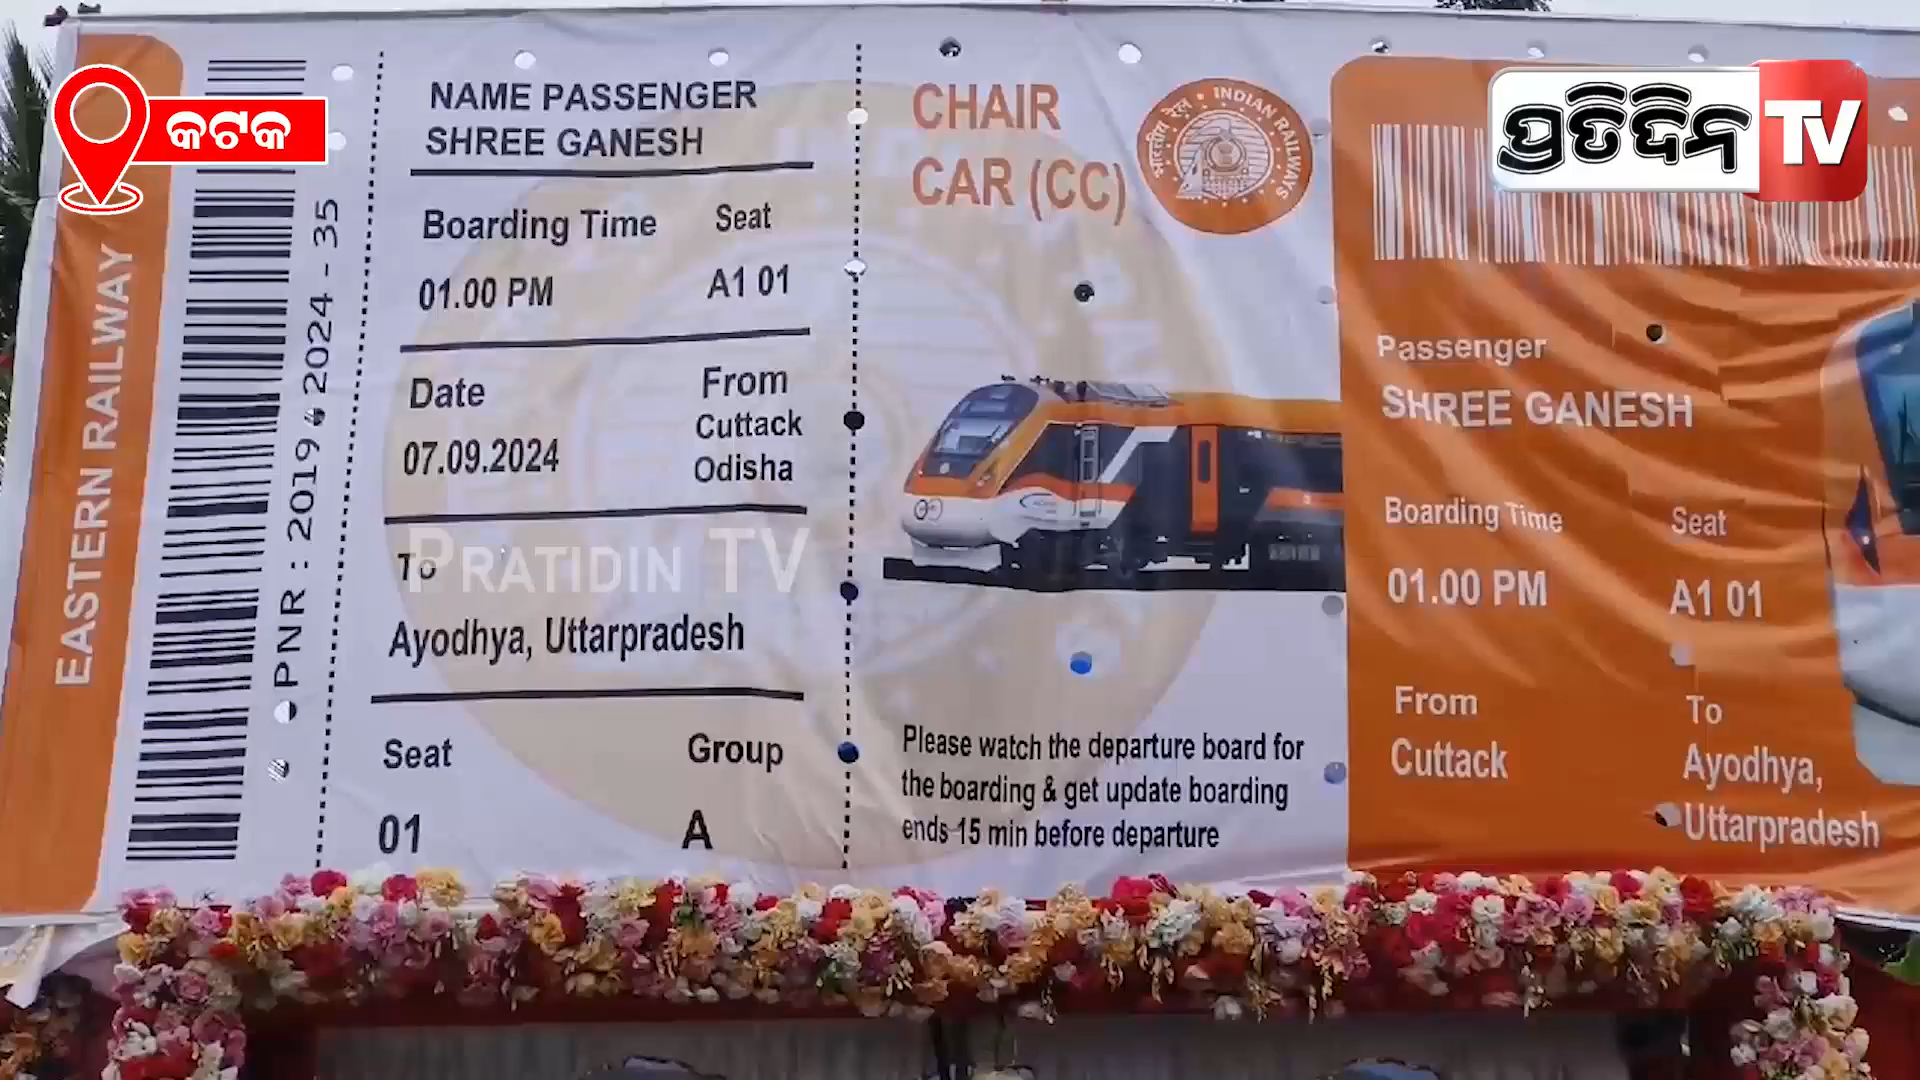 କଟକ
ପ୍ରତିଦିନ TV
EASTERN RAILWAY
PNR : 2019 2024 - 35
NAME PASSENGER
SHREE GANESH
Boarding Time Seat
01.00 PM A1 01
Date From
07.09.2024 Cuttack
Odisha
To
Ayodhya, Uttarpradesh
Seat Group
01 A
PRATIDIN TV
CHAIR
CAR (CC)
भारतीय रेल INDIAN RAILWAYS
Please watch the departure board for
the boarding & get update boarding
ends 15 min before departure
Passenger
SHREE GANESH
Boarding Time Seat
01.00 PM A1 01
From To
Cuttack Ayodhya,
Uttarpradesh